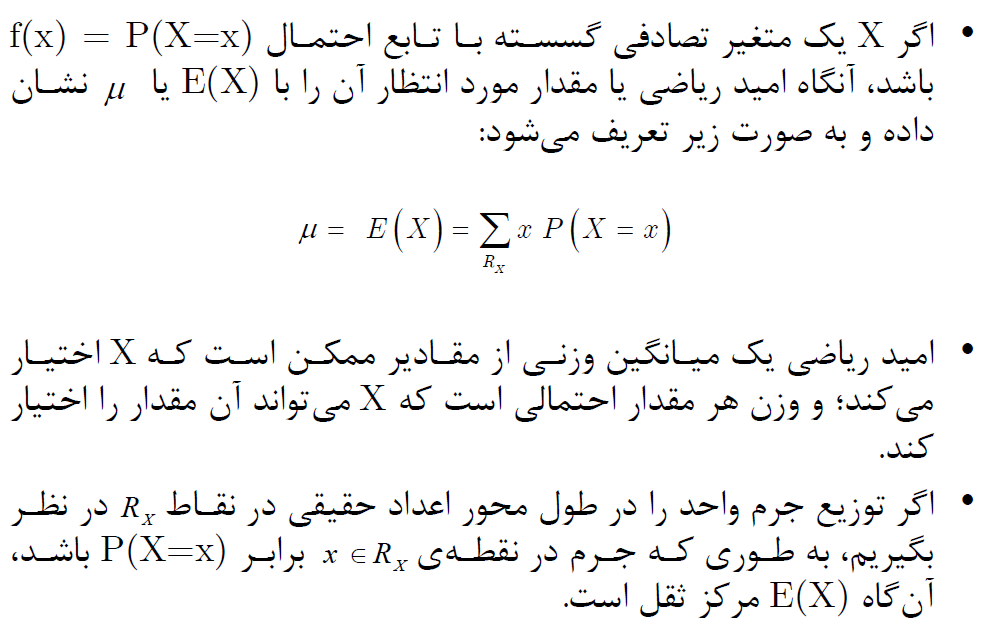 • اگر X یک متغیر تصادفی گسسته با تابع احتمال f(x) = P(X=x)
باشد، آنگاه امید ریاضی یا مقدار مورد انتظار آن را با E(X) یا μ نشان
داده و به صورت زیر تعریف می‌شود:
μ = E(X) = ∑_{R_X} x P(X = x)
• امید ریاضی یک میانگین وزنی از مقادیر ممکن است که X اختیار
می‌کند؛ و وزن هر مقدار احتمالی است که X می‌تواند آن مقدار را اختیار
کند.
• اگر توزیع جرم واحد را در طول محور اعداد حقیقی در نقاط R_X در نظر
بگیریم، به طوری که جرم در نقطه‌ی x ∈ R_X برابر P(X=x) باشد،
آن‌گاه E(X) مرکز ثقل است.